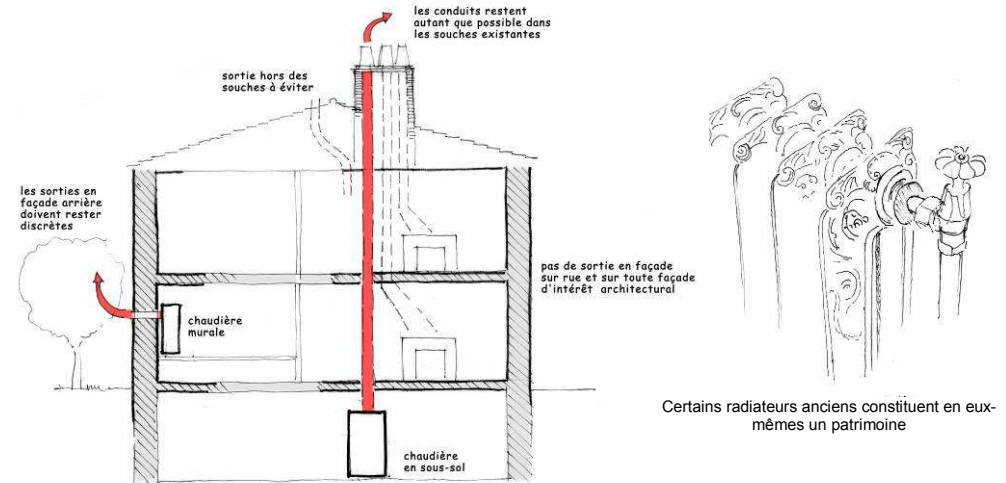 les conduits restent
autant que possible dans
les souches existantes
sortie hors des
souches à éviter
les sorties en
façade arrière
doivent rester
discrètes
pas de sortie en façade
sur rue et sur toute façade
d'intérêt architectural
chaudière
murale
chaudière
en sous-sol
Certains radiateurs anciens constituent en eux-
mêmes un patrimoine